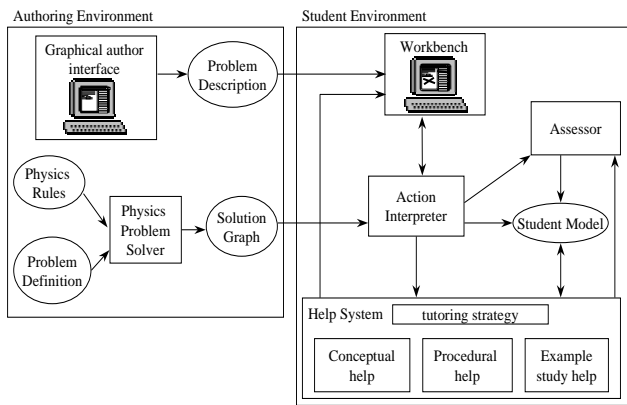 Authoring Environment
Graphical author
interface
Problem
Description
Physics
Rules
Physics
Problem
Solver
Solution
Graph
Problem
Definition
Student Environment
Workbench
Assessor
Action
Interpreter
Student Model
Help System
tutoring strategy
Conceptual
help
Procedural
help
Example
study help